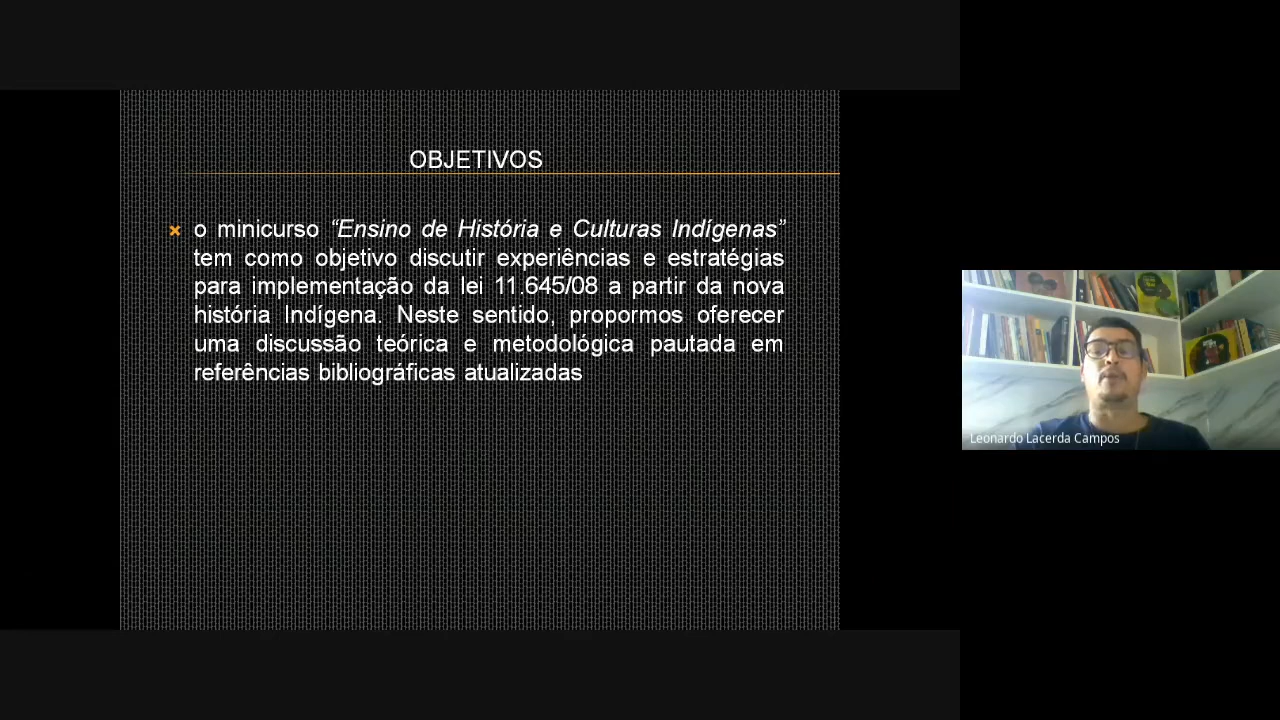 OBJETIVOS
o minicurso “Ensino de História e Culturas Indígenas”
tem como objetivo discutir experiências e estratégias
para implementação da lei 11.645/08 a partir da nova
história Indígena. Neste sentido, propormos oferecer
uma discussão teórica e metodológica pautada em
referências bibliográficas atualizadas
Leonardo Lacerda Campos